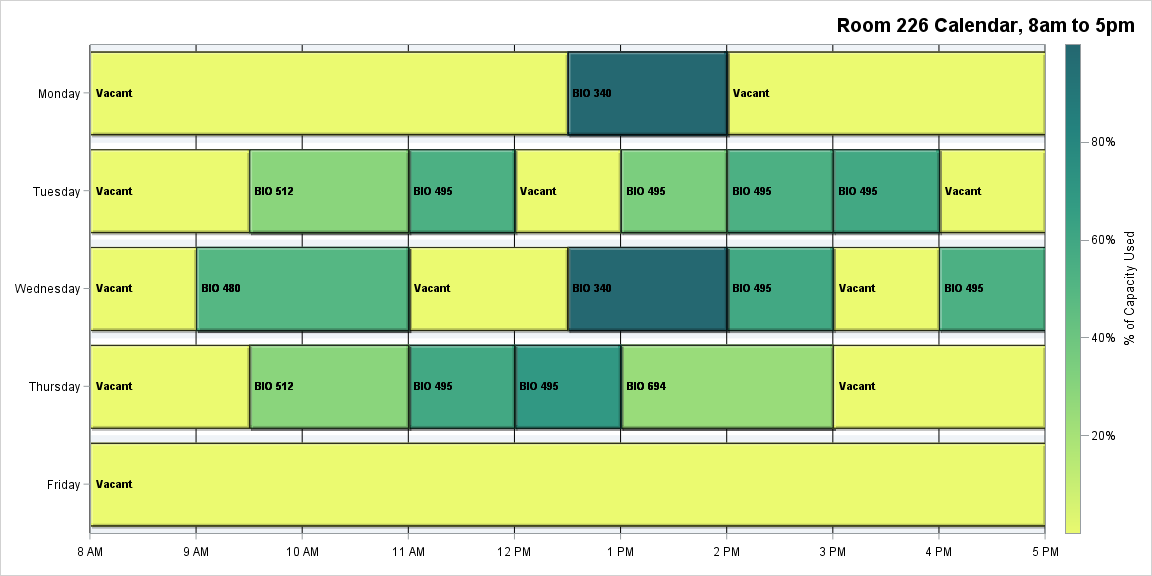 Room 226 Calendar, 8am to 5pm
Monday
Vacant
BIO 340
Vacant
Tuesday
Vacant
BIO 512
BIO 495
Vacant
BIO 495
BIO 495
BIO 495
Vacant
Wednesday
Vacant
BIO 480
Vacant
BIO 340
BIO 495
Vacant
BIO 495
Thursday
Vacant
BIO 512
BIO 495
BIO 495
BIO 694
Vacant
Friday
Vacant
8 AM
9 AM
10 AM
11 AM
12 PM
1 PM
2 PM
3 PM
4 PM
5 PM
80%
60%
40%
20%
% of Capacity Used